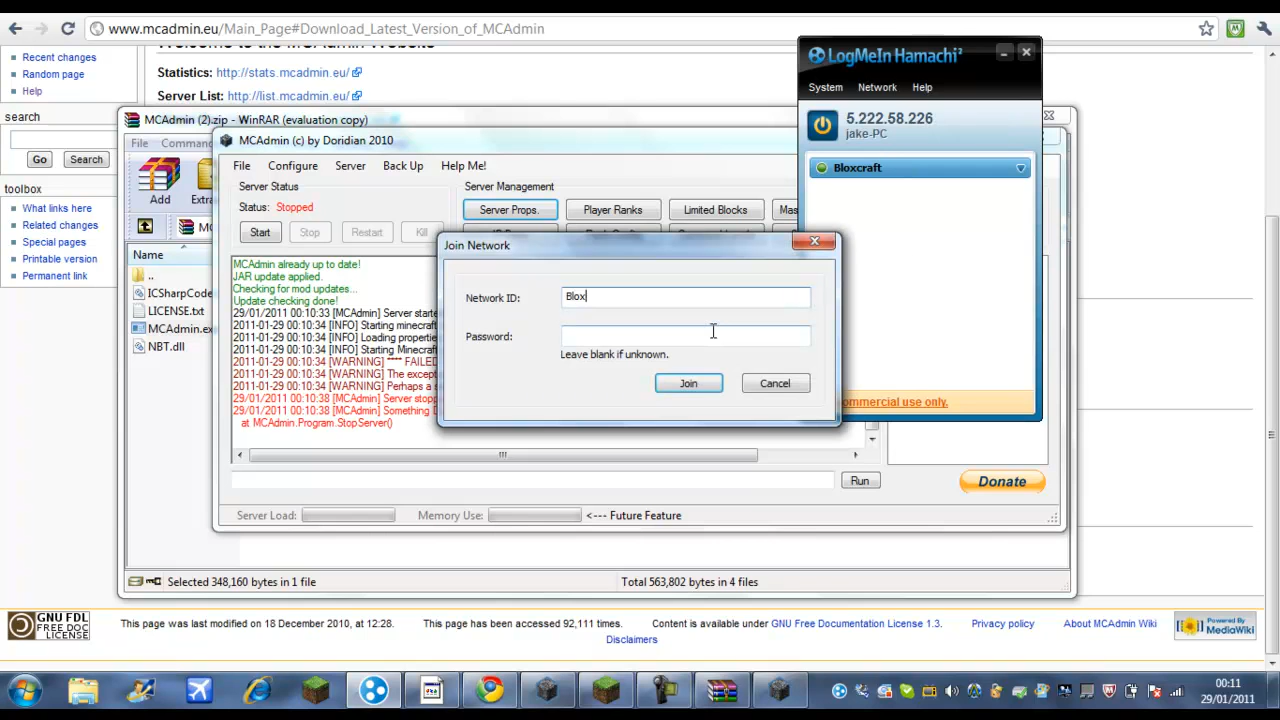 www.mcadmin.eu/Main_Page#Download_Latest_Version_of_MCAdmin
Recent changes
Random page
Help
Statistics: http://stats.mcadmin.eu/
Server List: http://list.mcadmin.eu/
search
Go
Search
toolbox
What links here
Related changes
Special pages
Printable version
Permanent link
MCAdmin (2).zip - WinRAR (evaluation copy)
File
Add
Name
..
ICSharpCode
LICENSE.txt
MCAdmin.ex
NBT.dll
MCAdmin (c) by Doridian 2010
File Configure Server Back Up Help Me!
Server Status
Status: Stopped
Start Stop Restart Kill
Server Management
Server Props. Player Ranks Limited Blocks
MCAdmin already up to date!
JAR update applied.
Checking for mod updates...
Update checking done!
29/01/2011 00:10:33 [MCAdmin] Server starte
2011-01-29 00:10:34 [INFO] Starting minecraft
2011-01-29 00:10:34 [INFO] Loading propertie
2011-01-29 00:10:34 [INFO] Starting Minecraft
2011-01-29 00:10:34 [WARNING] **** FAILED
2011-01-29 00:10:34 [WARNING] The except
2011-01-29 00:10:34 [WARNING] Perhaps a s
29/01/2011 00:10:38 [MCAdmin] Server stopp
29/01/2011 00:10:38 [MCAdmin] Something D
at MCAdmin.Program.StopServer()
Run
Donate
Server Load:
Memory Use:
<--- Future Feature
Join Network
Network ID:
Blox
Password:
Leave blank if unknown.
Join
Cancel
LogMeIn Hamachi²
System Network Help
5.222.58.226
jake-PC
Bloxcraft
ommercial use only.
Selected 348,160 bytes in 1 file
Total 563,802 bytes in 4 files
GNU FDL
FREE DOC
LICENSE
This page was last modified on 18 December 2010, at 12:28.
This page has been accessed 92,111 times.
Content is available under GNU Free Documentation License 1.3.
Privacy policy
About MCAdmin Wiki
Disclaimers
Powered By
MediaWiki
00:11
29/01/2011